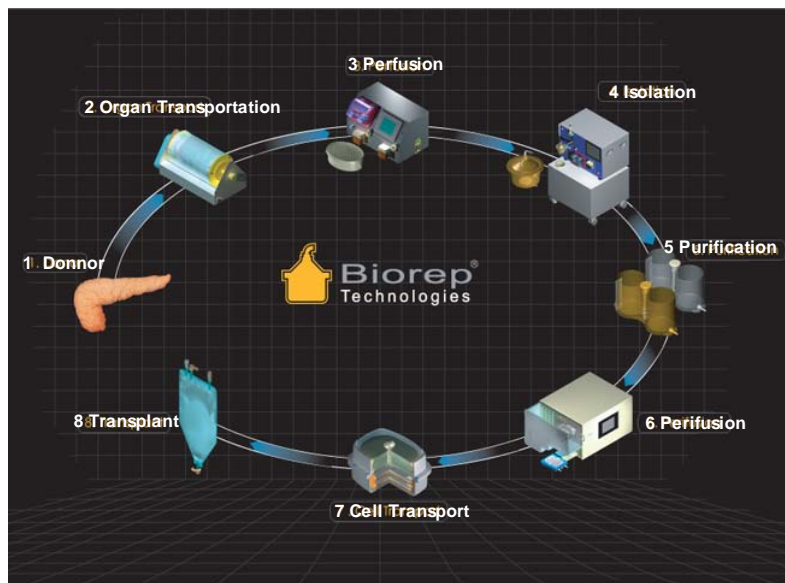 3 Perfusion
4 Isolation
2 Organ Transportation
5 Purification
1 Donnor
Biorep®
Technologies
8 Transplant
6 Perifusion
7 Cell Transport